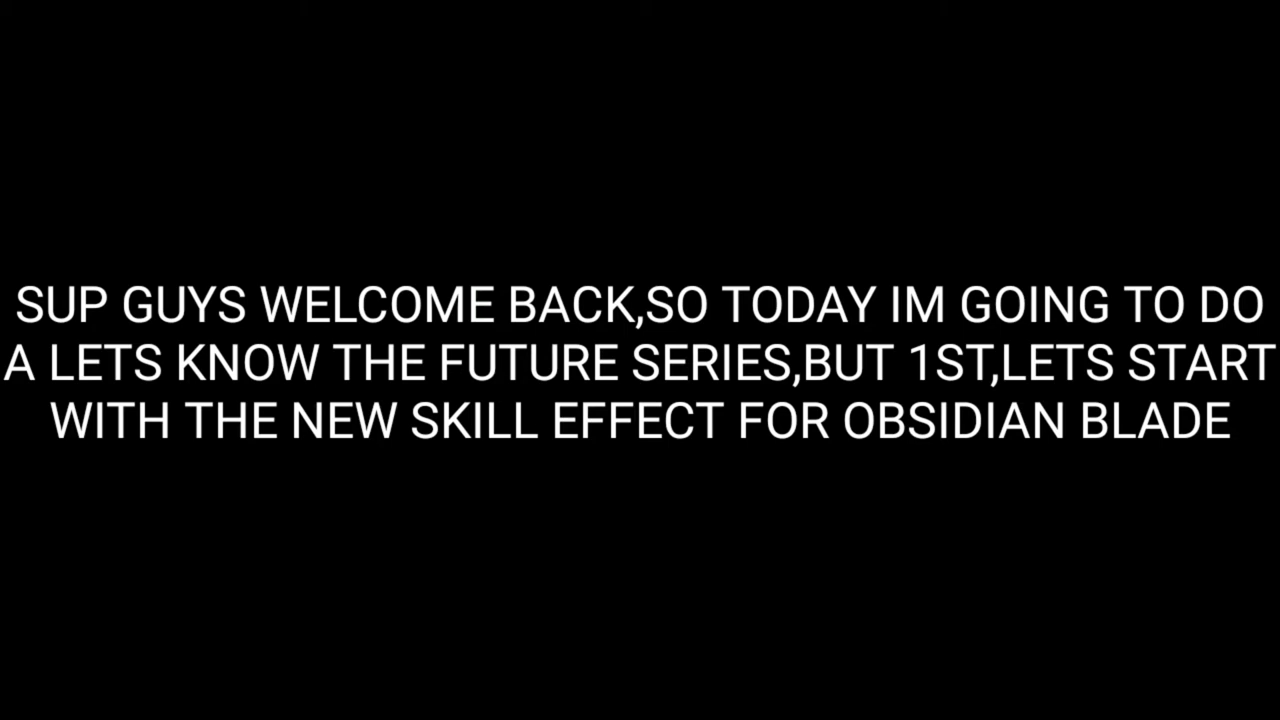 SUP GUYS WELCOME BACK,SO TODAY IM GOING TO DO
A LETS KNOW THE FUTURE SERIES,BUT 1ST,LETS START
WITH THE NEW SKILL EFFECT FOR OBSIDIAN BLADE